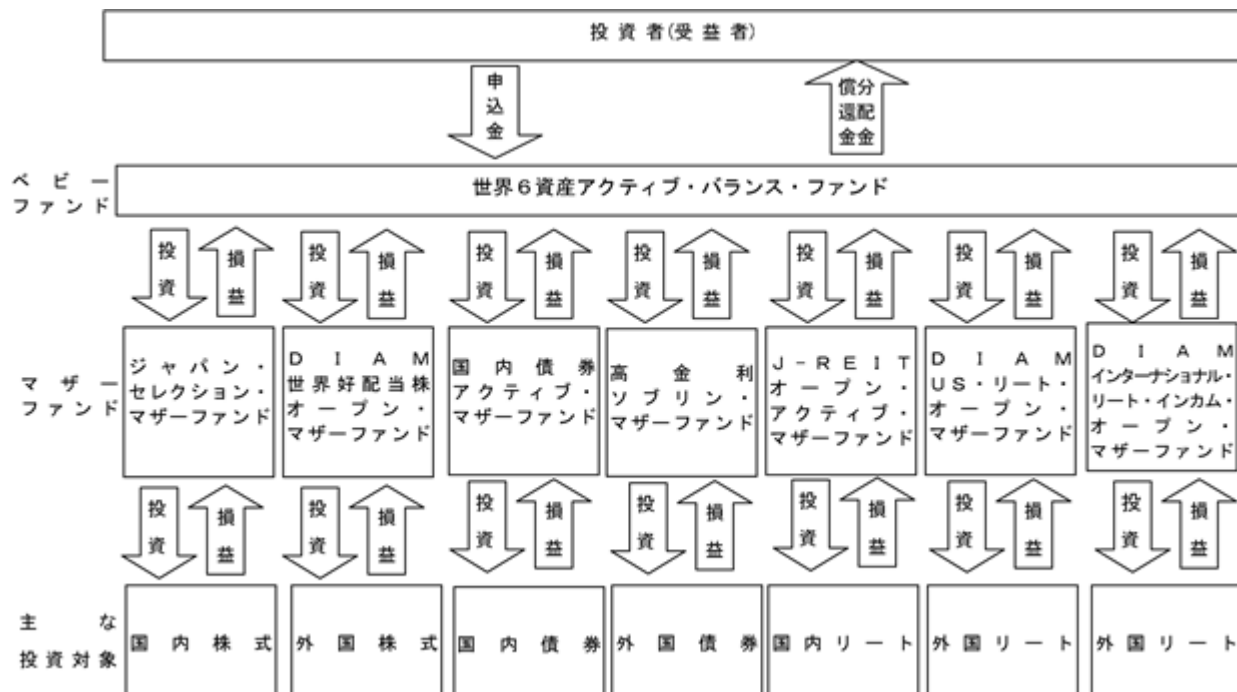 投資者(受益者)
申込金
償還金
分配金
ベビー
ファンド
世界6資産アクティブ・バランス・ファンド
投資
損益
投資
損益
投資
損益
投資
損益
投資
損益
投資
損益
投資
損益
マザー
ファンド
ジャパン・
セレクション・
マザーファンド
DIAM
世界好配当株
オープン・
マザーファンド
国内債券
アクティブ・
マザーファンド
高金利
ソブリン・
マザーファンド
J-REIT
オープン・
アクティブ・
マザーファンド
DIAM
US・リート・
オープン・
マザーファンド
DIAM
インターナショナル・
リート・インカム・
オープン・
マザーファンド
投資
損益
投資
損益
投資
損益
投資
損益
投資
損益
投資
損益
投資
損益
主な
投資対象
国内株式
外国株式
国内債券
外国債券
国内リート
外国リート
外国リート